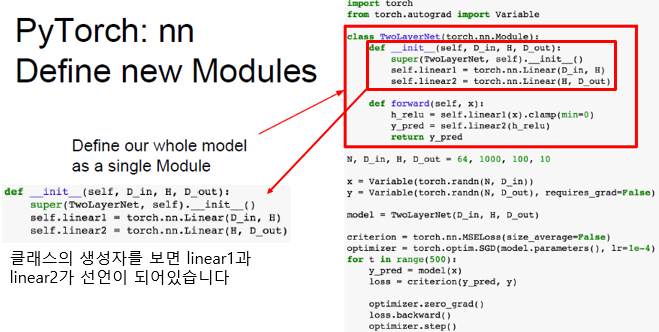 PyTorch: nn
Define new Modules
Define our whole model
as a single Module
def __init__(self, D_in, H, D_out):
    super(TwoLayerNet, self).__init__()
    self.linear1 = torch.nn.Linear(D_in, H)
    self.linear2 = torch.nn.Linear(H, D_out)
클래스의 생성자를 보면 linear1과
linear2가 선언이 되어있습니다
import torch
from torch.autograd import Variable
class TwoLayerNet(torch.nn.Module):
    def __init__(self, D_in, H, D_out):
        super(TwoLayerNet, self).__init__()
        self.linear1 = torch.nn.Linear(D_in, H)
        self.linear2 = torch.nn.Linear(H, D_out)
    def forward(self, x):
        h_relu = self.linear1(x).clamp(min=0)
        y_pred = self.linear2(h_relu)
        return y_pred
N, D_in, H, D_out = 64, 1000, 100, 10
x = Variable(torch.randn(N, D_in))
y = Variable(torch.randn(N, D_out), requires_grad=False)
model = TwoLayerNet(D_in, H, D_out)
criterion = torch.nn.MSELoss(size_average=False)
optimizer = torch.optim.SGD(model.parameters(), lr=1e-4)
for t in range(500):
    y_pred = model(x)
    loss = criterion(y_pred, y)
    optimizer.zero_grad()
    loss.backward()
    optimizer.step()